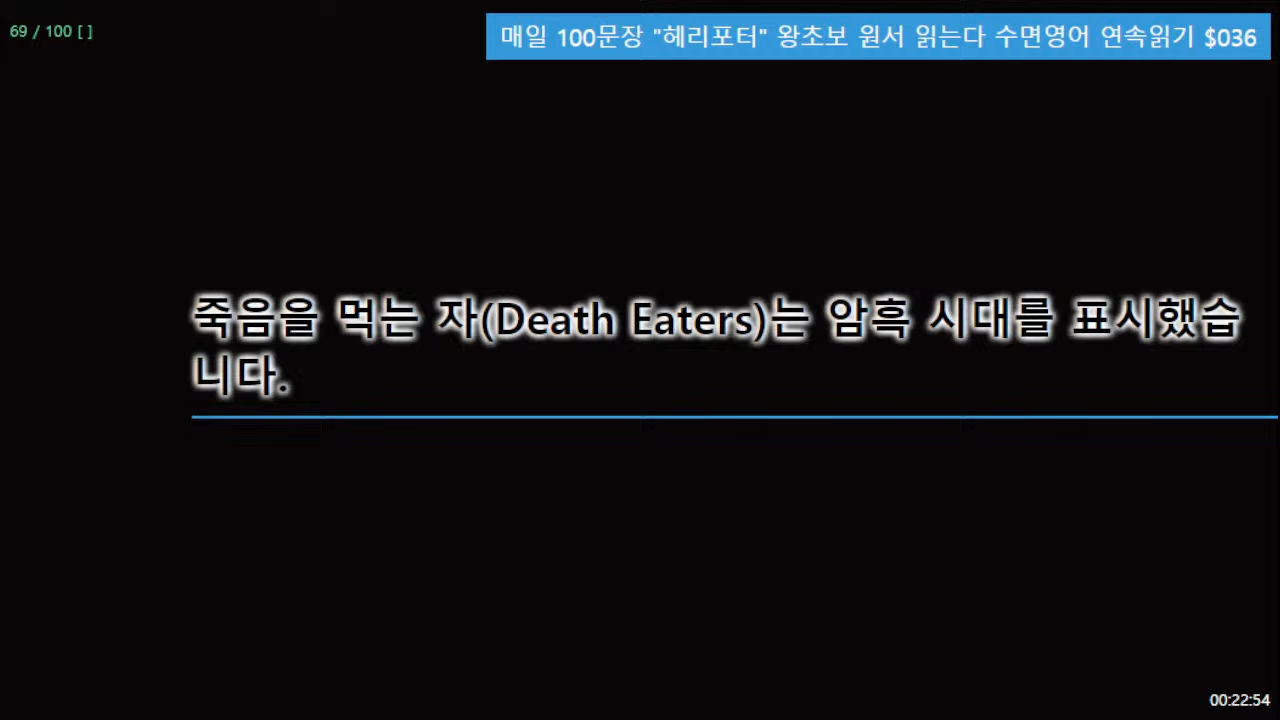 69 / 100 [ ]
매일 100문장 "헤리포터" 왕초보 원서 읽는다 수면영어 연속읽기 $036
죽음을 먹는 자(Death Eaters)는 암흑 시대를 표시했습
니다.
00:22:54